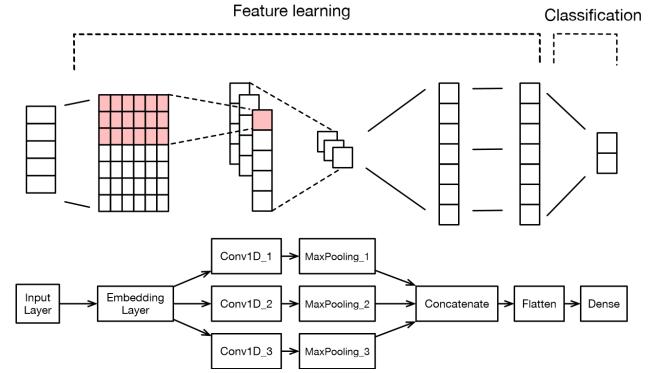 Feature learning
Classification
Conv1D_1
MaxPooling_1
Input
Layer
Embedding
Layer
Conv1D_2
MaxPooling_2
Concatenate
Flatten
Dense
Conv1D_3
MaxPooling_3